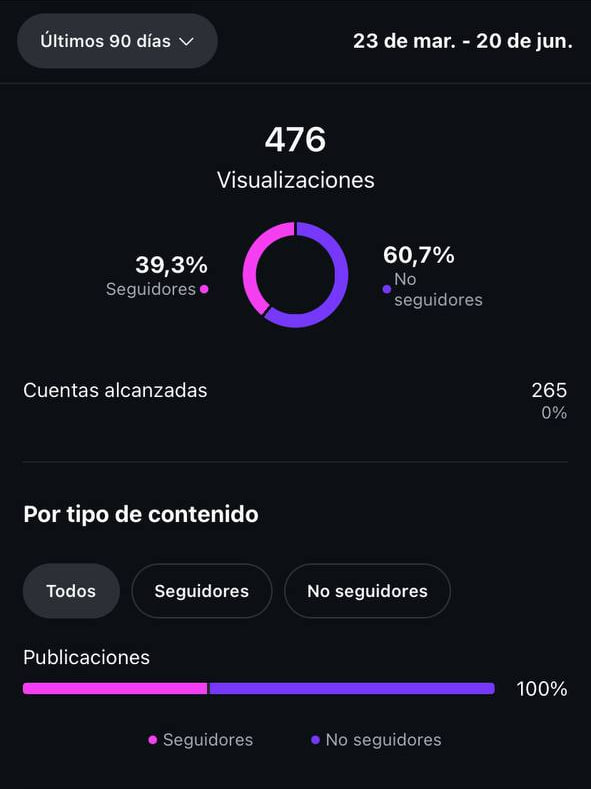 Últimos 90 días
23 de mar. - 20 de jun.
476
Visualizaciones
39,3%
Seguidores
60,7%
No
seguidores
Cuentas alcanzadas
265
0%
Por tipo de contenido
Todos
Seguidores
No seguidores
Publicaciones
100%
Seguidores
No seguidores